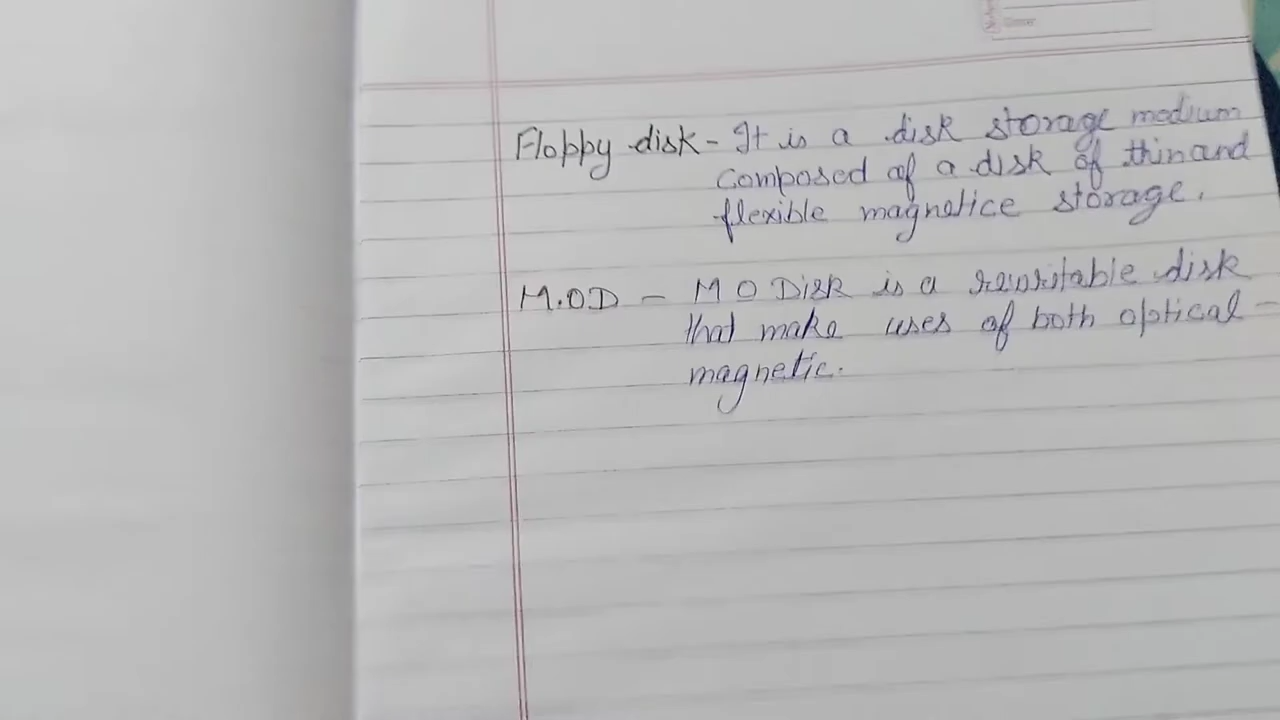 Floppy disk - It is a disk storage medium
composed of a disk of thin and
flexible magnetice storage.
M.O.D - M O Disk is a rewritable disk
that make uses of both optical -
magnetic.